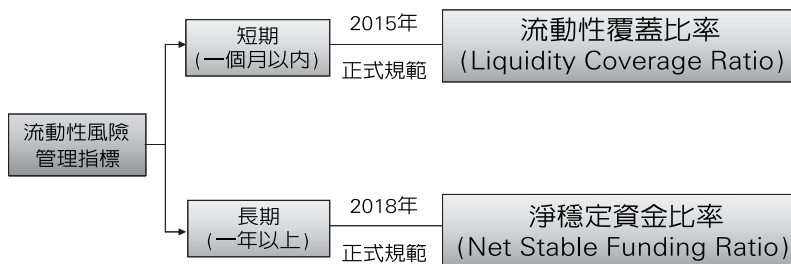 流動性風險
管理指標
短期
(一個月以內)
2015年
正式規範
流動性覆蓋比率
(Liquidity Coverage Ratio)
長期
(一年以上)
2018年
正式規範
淨穩定資金比率
(Net Stable Funding Ratio)